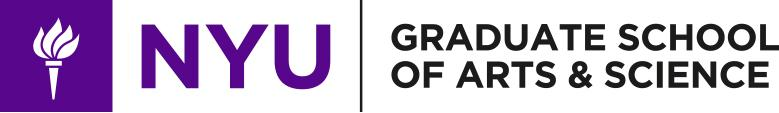 NYU
GRADUATE SCHOOL
OF ARTS & SCIENCE